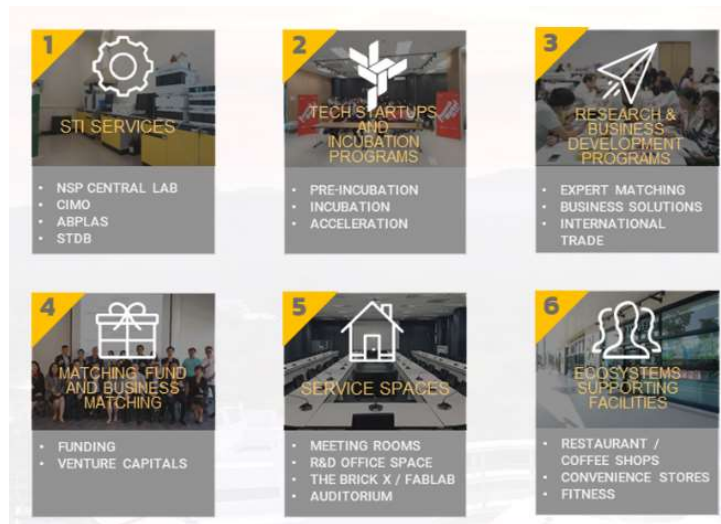 1
STI SERVICES
• NSP CENTRAL LAB
• CIMO
• ABPLAS
• STDB
2
TECH STARTUPS
AND
INCUBATION
PROGRAMS
• PRE-INCUBATION
• INCUBATION
• ACCELERATION
3
RESEARCH &
BUSINESS
DEVELOPMENT
PROGRAMS
• EXPERT MATCHING
• BUSINESS SOLUTIONS
• INTERNATIONAL
TRADE
4
MATCHING FUND
AND BUSINESS
MATCHING
• FUNDING
• VENTURE CAPITALS
5
SERVICE SPACES
• MEETING ROOMS
• R&D OFFICE SPACE
• THE BRICK X / FABLAB
• AUDITORIUM
6
ECOSYSTEMS
SUPPORTING
FACILITIES
• RESTAURANT /
COFFEE SHOPS
• CONVENIENCE STORES
• FITNESS